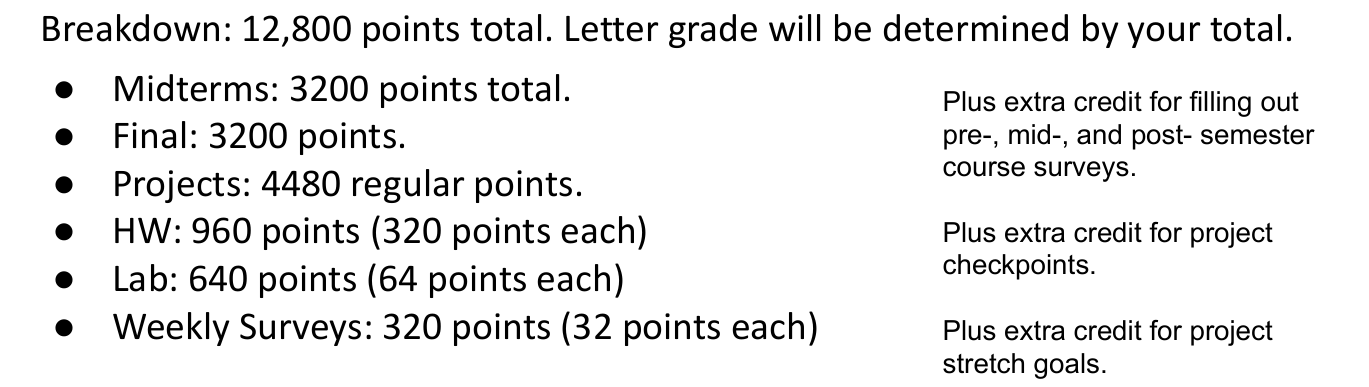 Breakdown: 12,800 points total. Letter grade will be determined by your total.
● Midterms: 3200 points total.
● Final: 3200 points.
● Projects: 4480 regular points.
● HW: 960 points (320 points each)
● Lab: 640 points (64 points each)
● Weekly Surveys: 320 points (32 points each)
Plus extra credit for filling out
pre-, mid-, and post- semester
course surveys.
Plus extra credit for project
checkpoints.
Plus extra credit for project
stretch goals.